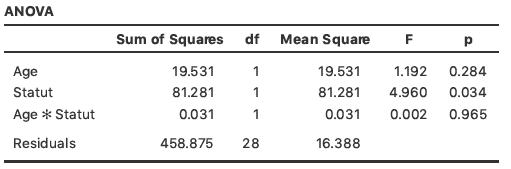 ANOVA
Sum of Squares df Mean Square F p
Age 19.531 1 19.531 1.192 0.284
Statut 81.281 1 81.281 4.960 0.034
Age ✻ Statut 0.031 1 0.031 0.002 0.965
Residuals 458.875 28 16.388